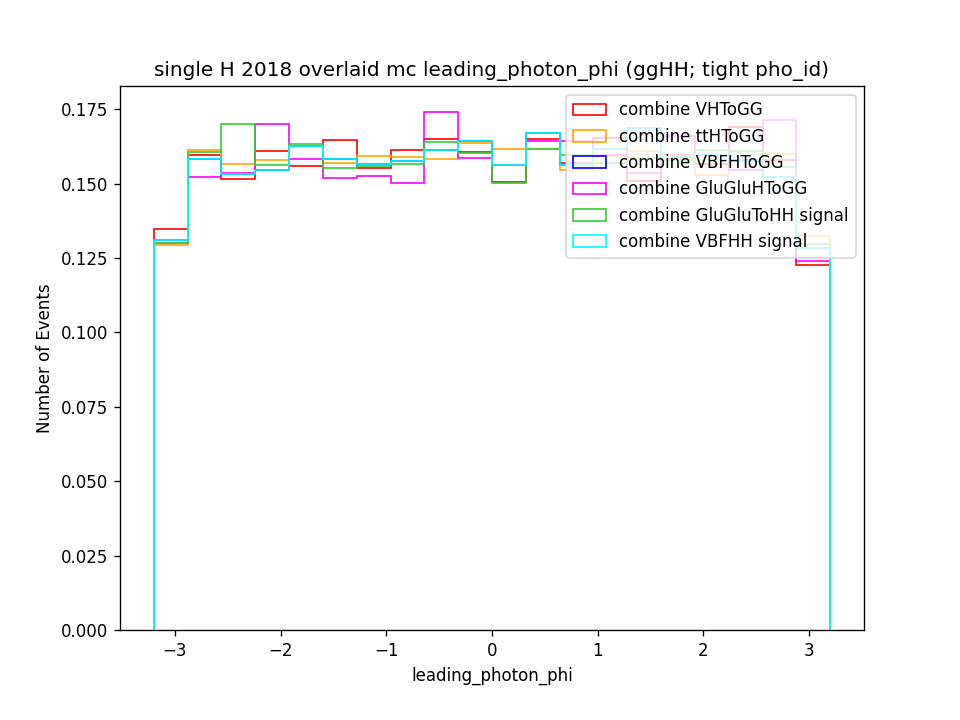 single H 2018 overlaid mc leading_photon_phi (ggHH; tight pho_id)
combine VHToGG
combine ttHToGG
combine VBFHToGG
combine GluGluHToGG
combine GluGluToHH signal
combine VBFHH signal
Number of Events
0.175
0.150
0.125
0.100
0.075
0.050
0.025
0.000
−3 −2 −1 0 1 2 3
leading_photon_phi